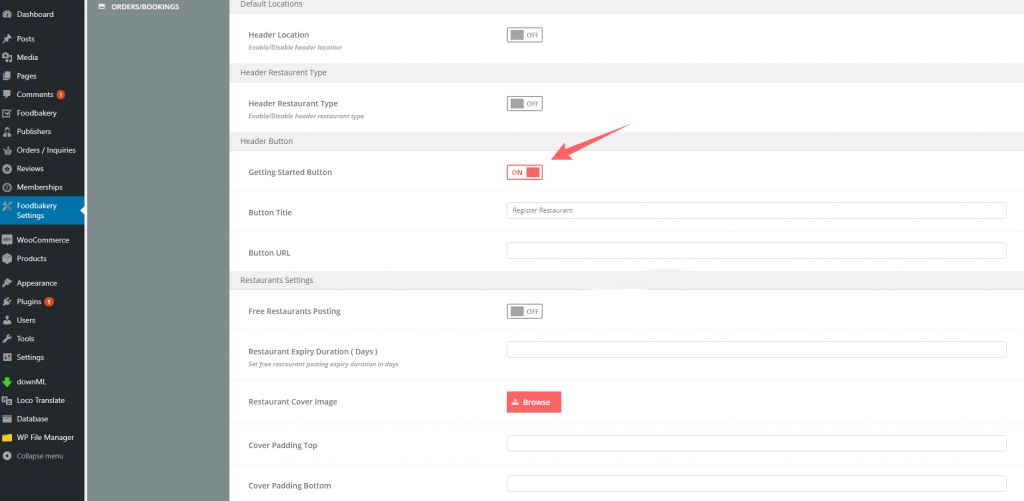 Dashboard
Posts
Media
Pages
Comments 1
Foodbakery
Publishers
Orders / Inquiries
Reviews
Memberships
Foodbakery
Settings
WooCommerce
Products
Appearance
Plugins 5
Users
Tools
Settings
downML
Loco Translate
Database
WP File Manager
Collapse menu
ORDERS/BOOKINGS
Default Locations
Header Location OFF
Enable/Disable header location
Header Restaurent Type
Header Restaurant Type OFF
Enable/Disable header restaurant type
Header Button
Getting Started Button ON
Button Title Register Restaurant
Button URL
Restaurants Settings
Free Restaurants Posting OFF
Restaurant Expiry Duration ( Days )
Set free restaurant posting expiry duration in days
Restaurant Cover Image Browse
Cover Padding Top
Cover Padding Bottom